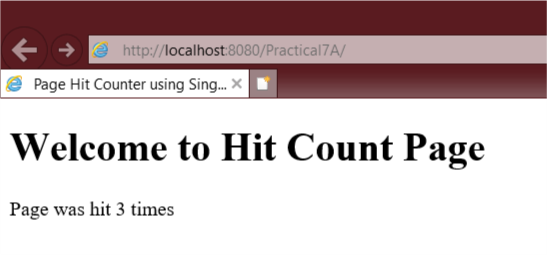 http://localhost:8080/Practical7A/
Page Hit Counter using Sing...
Welcome to Hit Count Page
Page was hit 3 times